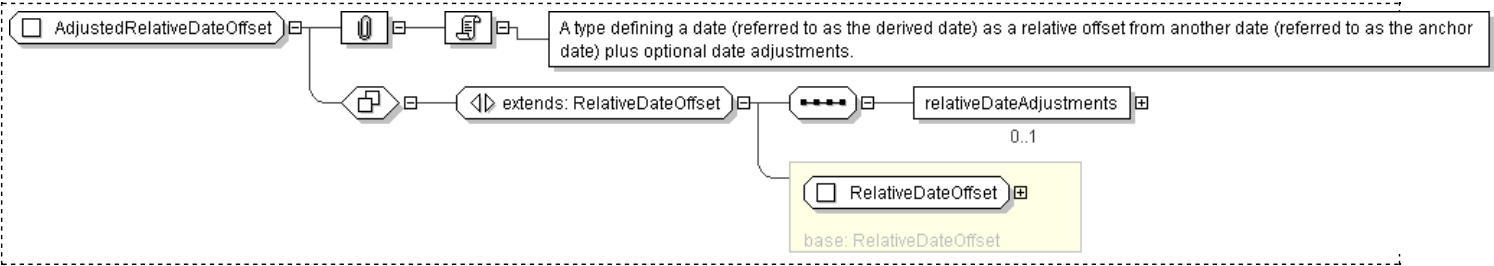 AdjustedRelativeDateOffset
A type defining a date (referred to as the derived date) as a relative offset from another date (referred to as the anchor
date) plus optional date adjustments.
extends: RelativeDateOffset
relativeDateAdjustments
0..1
RelativeDateOffset
base: RelativeDateOffset